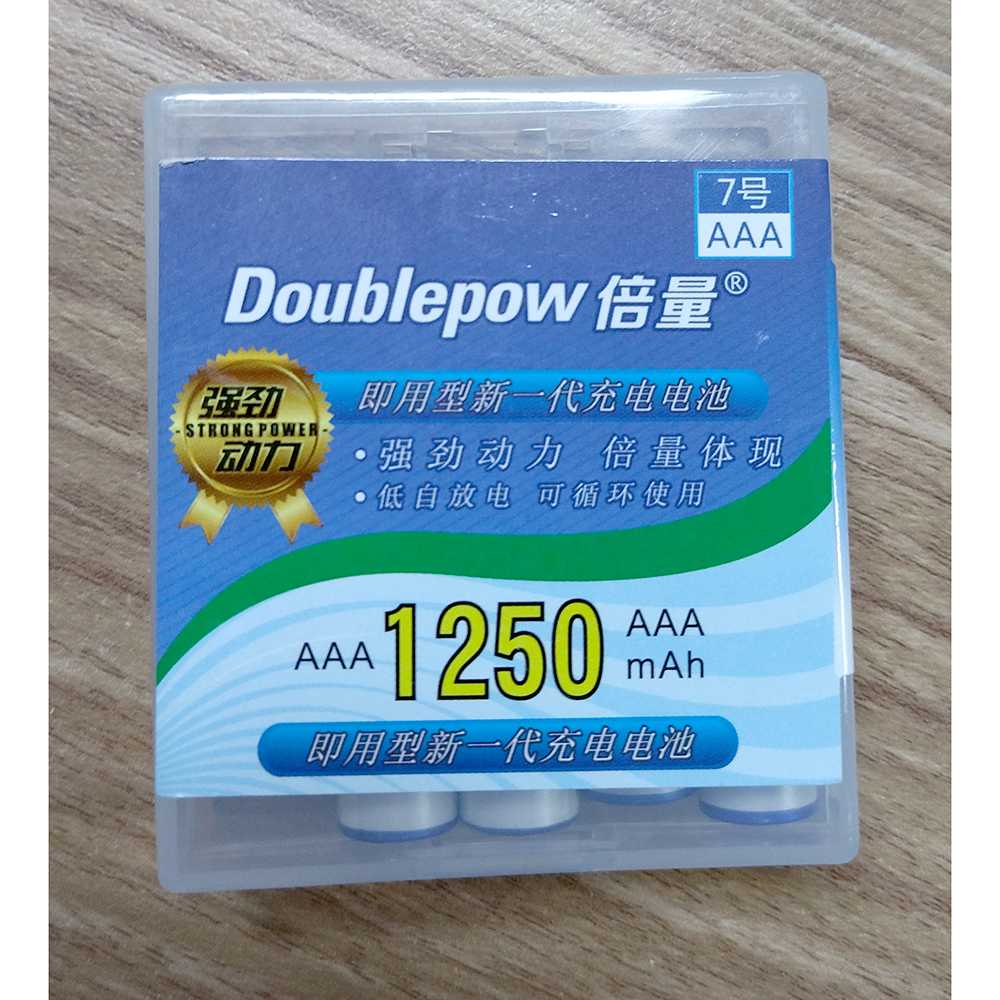 7号
AAA
Doublepow 倍量®
强劲
-STRONG POWER-
动力
即用型新一代充电电池
• 强劲动力 倍量体现
• 低自放电 可循环使用
AAA 1250 AAA mAh
即用型新一代充电电池